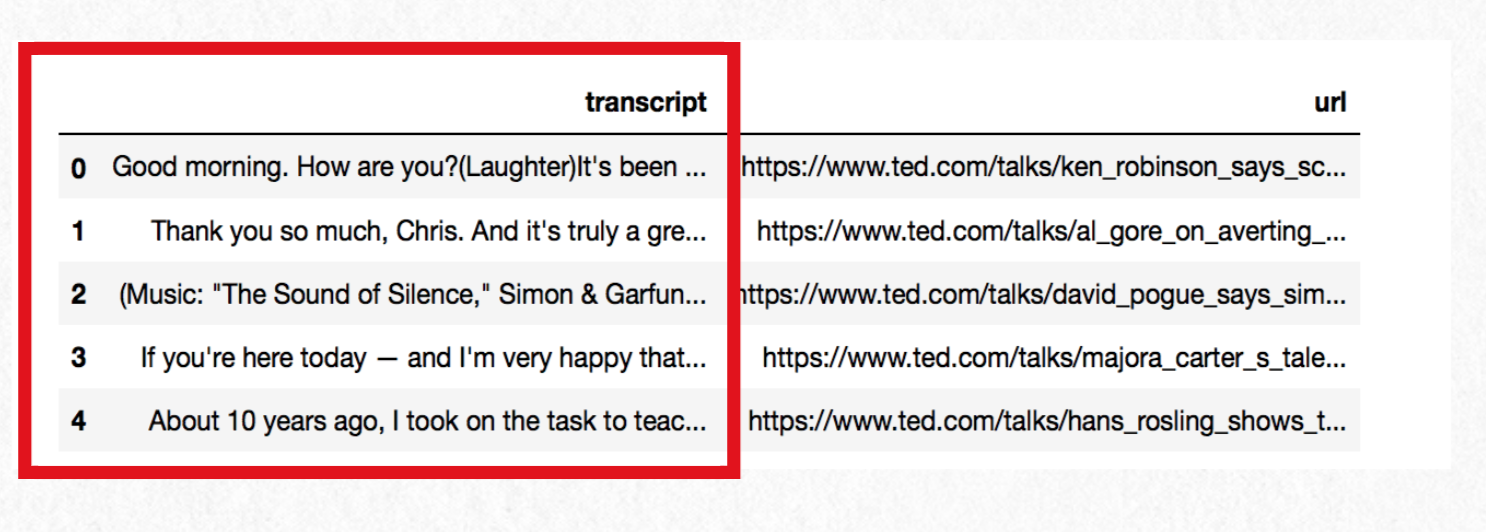 transcript url
0 Good morning. How are you?(Laughter)It's been ... https://www.ted.com/talks/ken_robinson_says_sc...
1 Thank you so much, Chris. And it's truly a gre... https://www.ted.com/talks/al_gore_on_averting_...
2 (Music: "The Sound of Silence," Simon & Garfun... https://www.ted.com/talks/david_pogue_says_sim...
3 If you're here today — and I'm very happy that... https://www.ted.com/talks/majora_carter_s_tale...
4 About 10 years ago, I took on the task to teac... https://www.ted.com/talks/hans_rosling_shows_t...